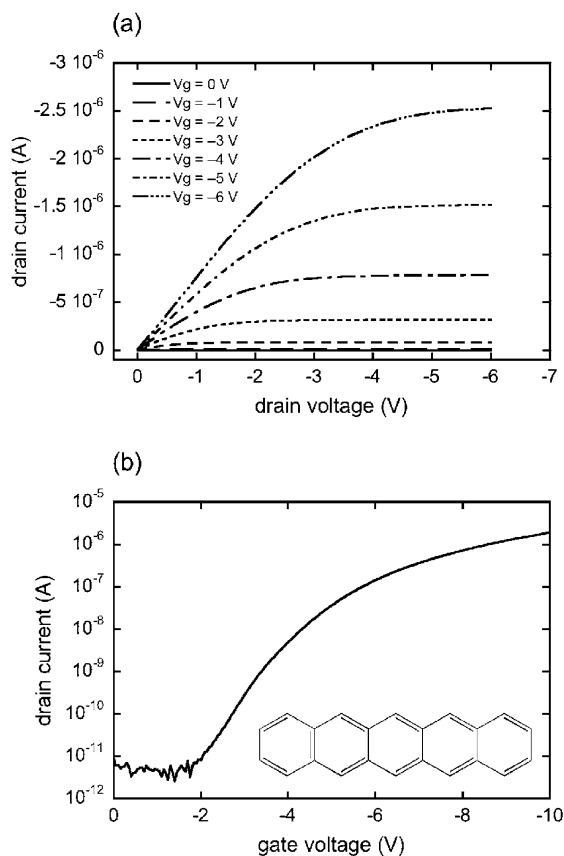 (a)
-3 10⁻⁶
-2.5 10⁻⁶
-2 10⁻⁶
-1.5 10⁻⁶
-1 10⁻⁶
-5 10⁻⁷
0
drain current (A)
Vg = 0 V
Vg = –1 V
Vg = –2 V
Vg = –3 V
Vg = –4 V
Vg = –5 V
Vg = –6 V
0 -1 -2 -3 -4 -5 -6 -7
drain voltage (V)
(b)
10⁻⁵
10⁻⁶
10⁻⁷
10⁻⁸
10⁻⁹
10⁻¹⁰
10⁻¹¹
10⁻¹²
drain current (A)
0 -2 -4 -6 -8 -10
gate voltage (V)